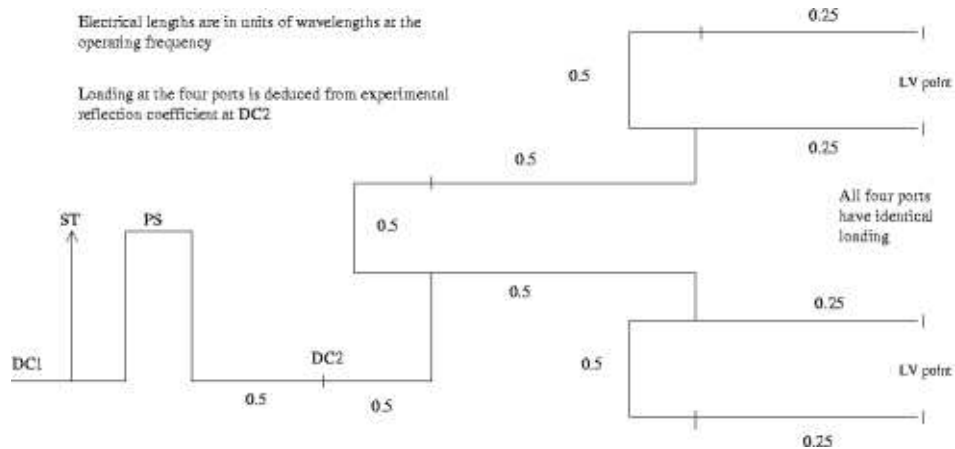 Electrical lengths are in units of wavelengths at the
operating frequency
Loading at the four ports is deduced from experimental
reflection coefficient at DC2
0.25
0.5
LV point
0.25
0.5
All four ports
have identical
loading
ST
PS
0.5
0.5
0.25
DC1
DC2
0.5
LV point
0.5
0.5
0.25